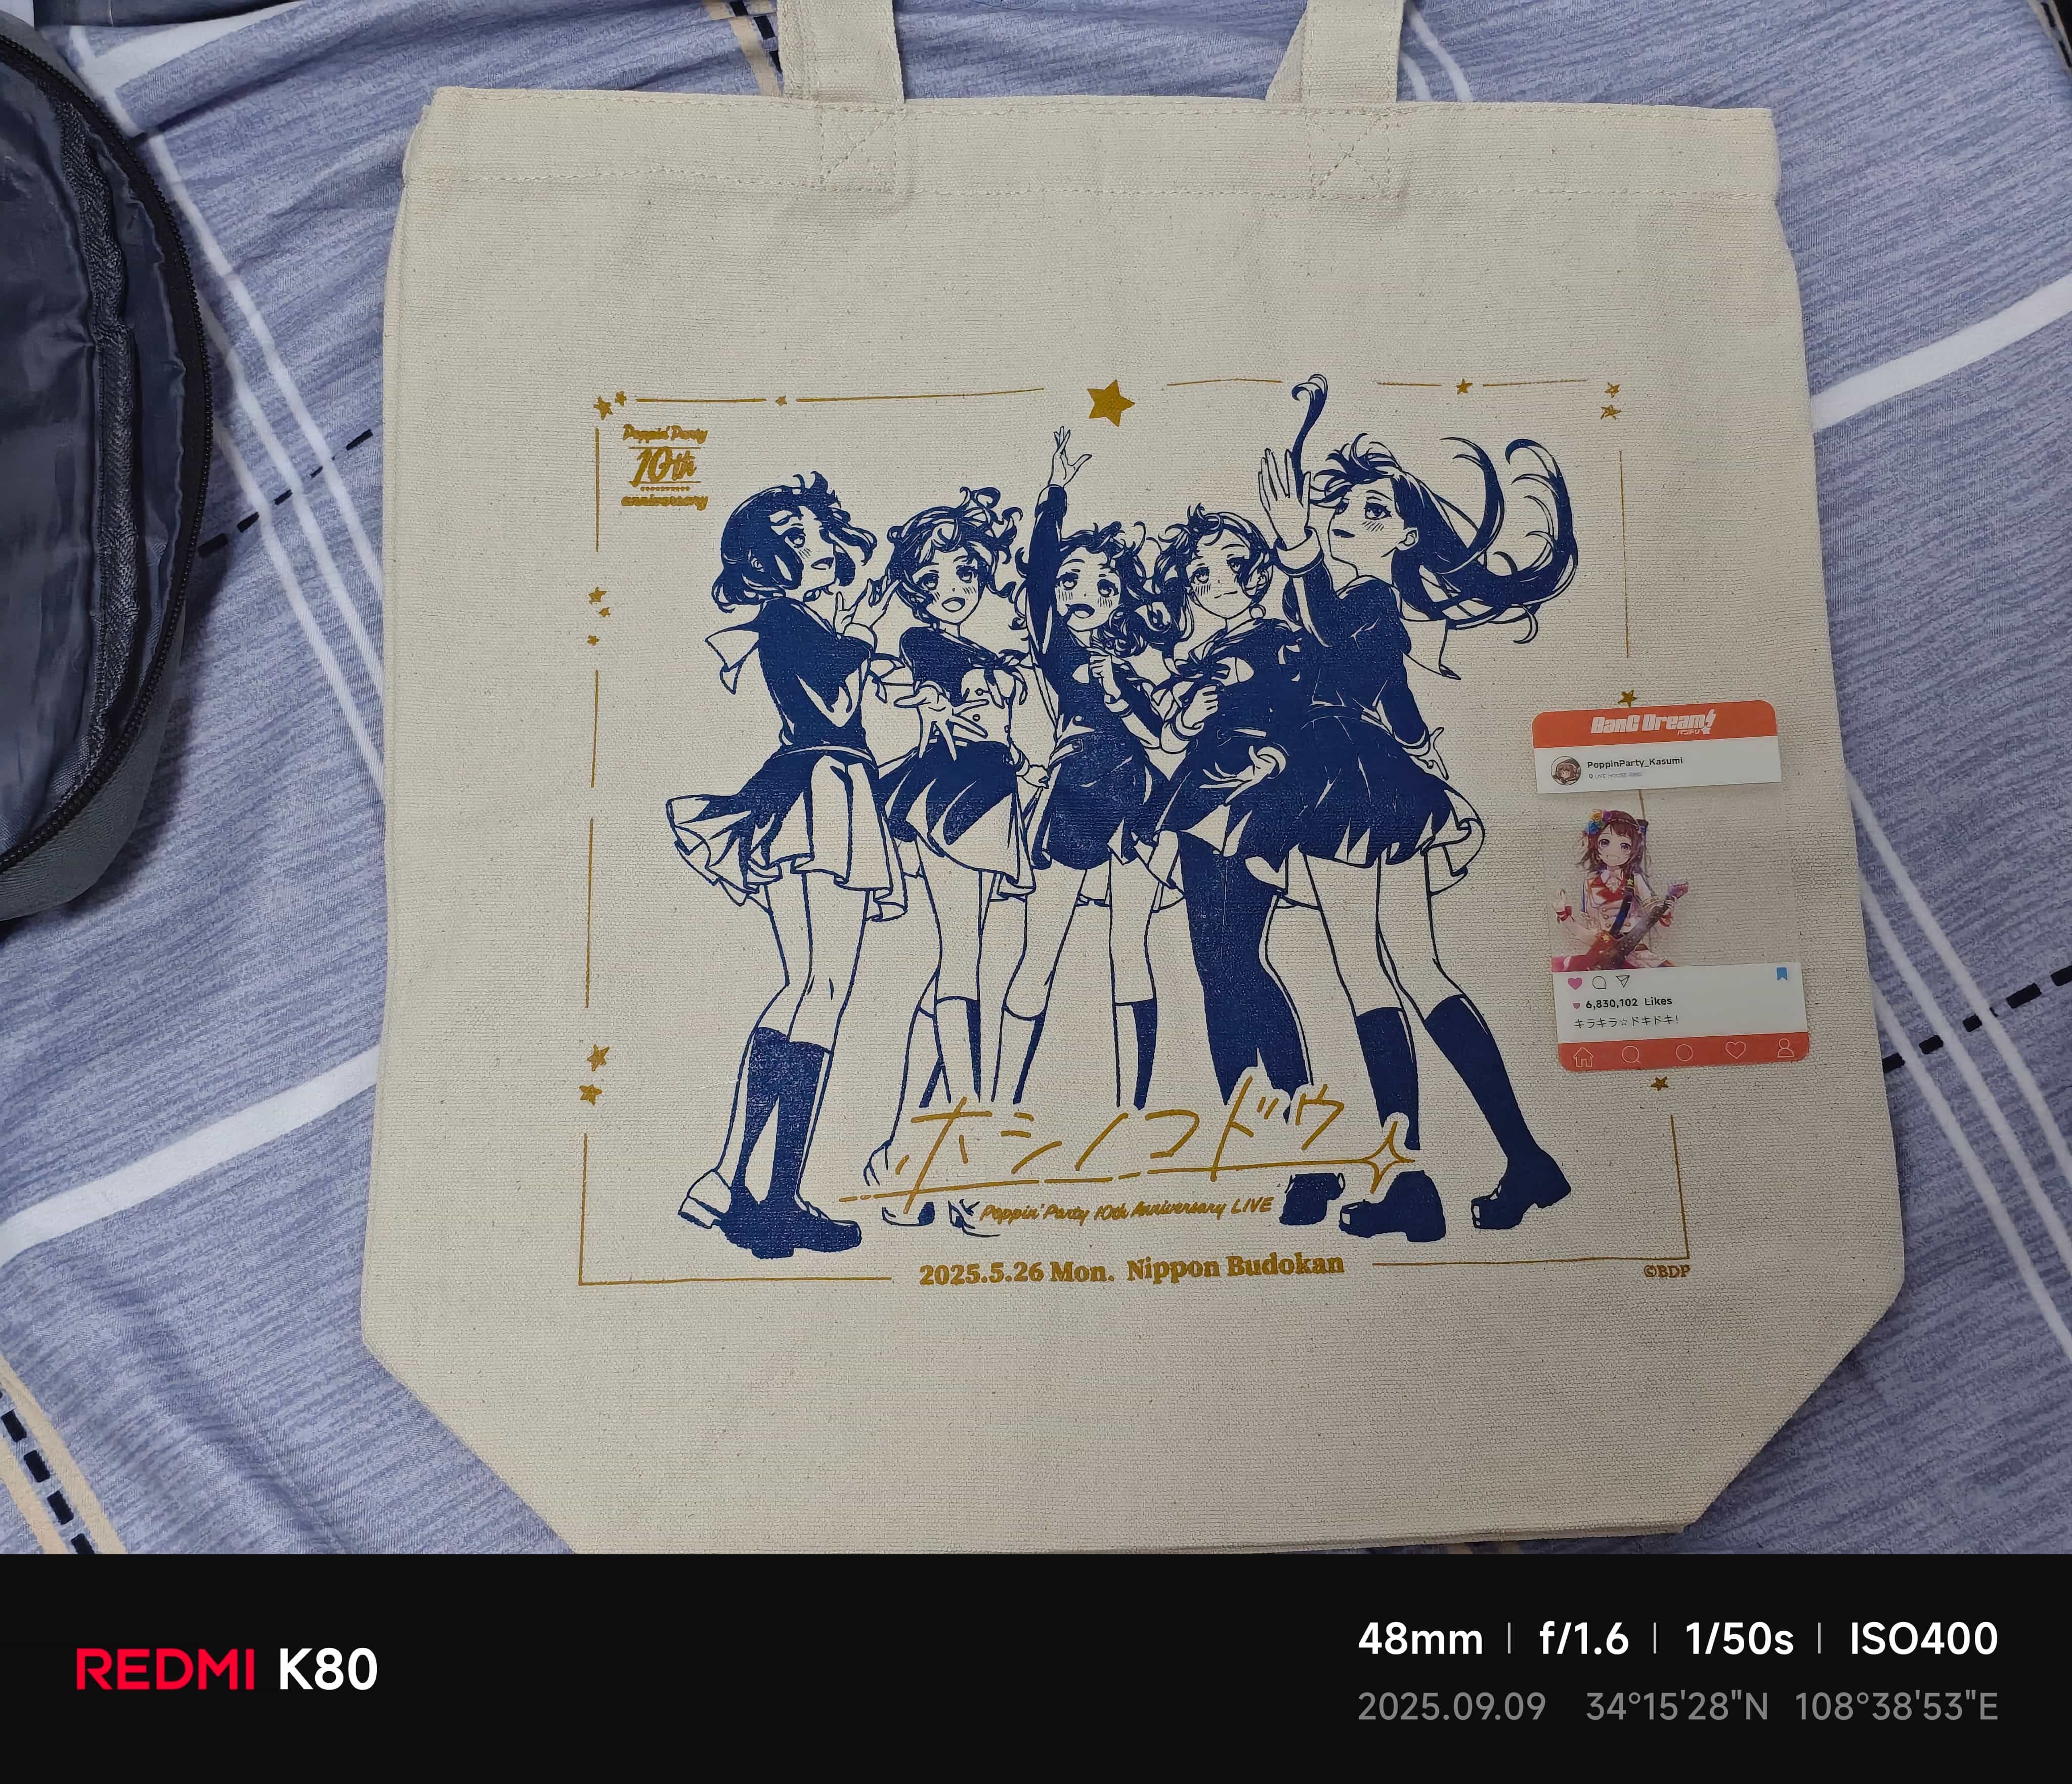 Poppin'Party
10th
anniversary
BanG Dream!
バンドリ!
PoppinParty_Kasumi
LIVE HOUSE RING
6,830,102 Likes
キラキラ☆ドキドキ!
ホシノコドウ
Poppin'Party 10th Anniversary LIVE
2025.5.26 Mon. Nippon Budokan
©BDP
REDMI K80
48mm | f/1.6 | 1/50s | ISO400
2025.09.09 34°15'28"N 108°38'53"E